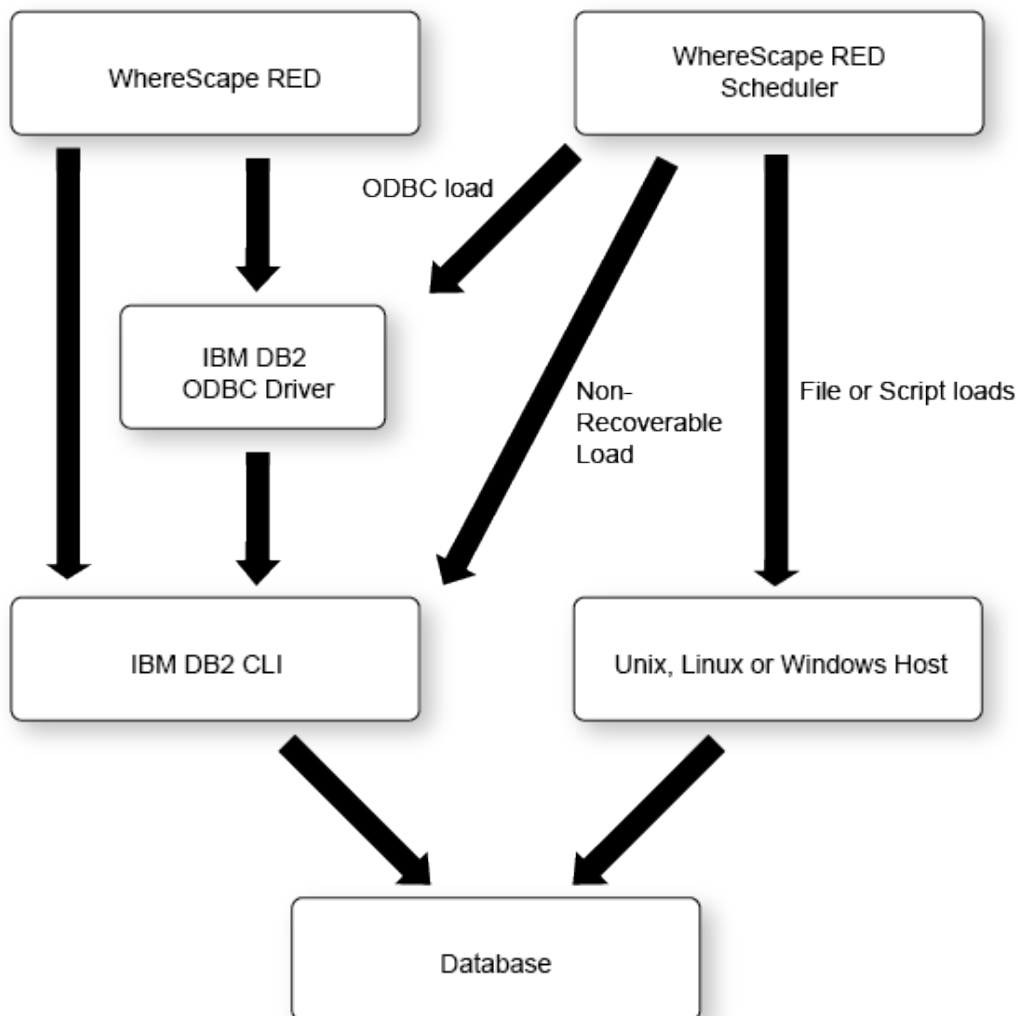 WhereScape RED
WhereScape RED
Scheduler
ODBC load
IBM DB2
ODBC Driver
Non-
Recoverable
Load
File or Script loads
IBM DB2 CLI
Unix, Linux or Windows Host
Database